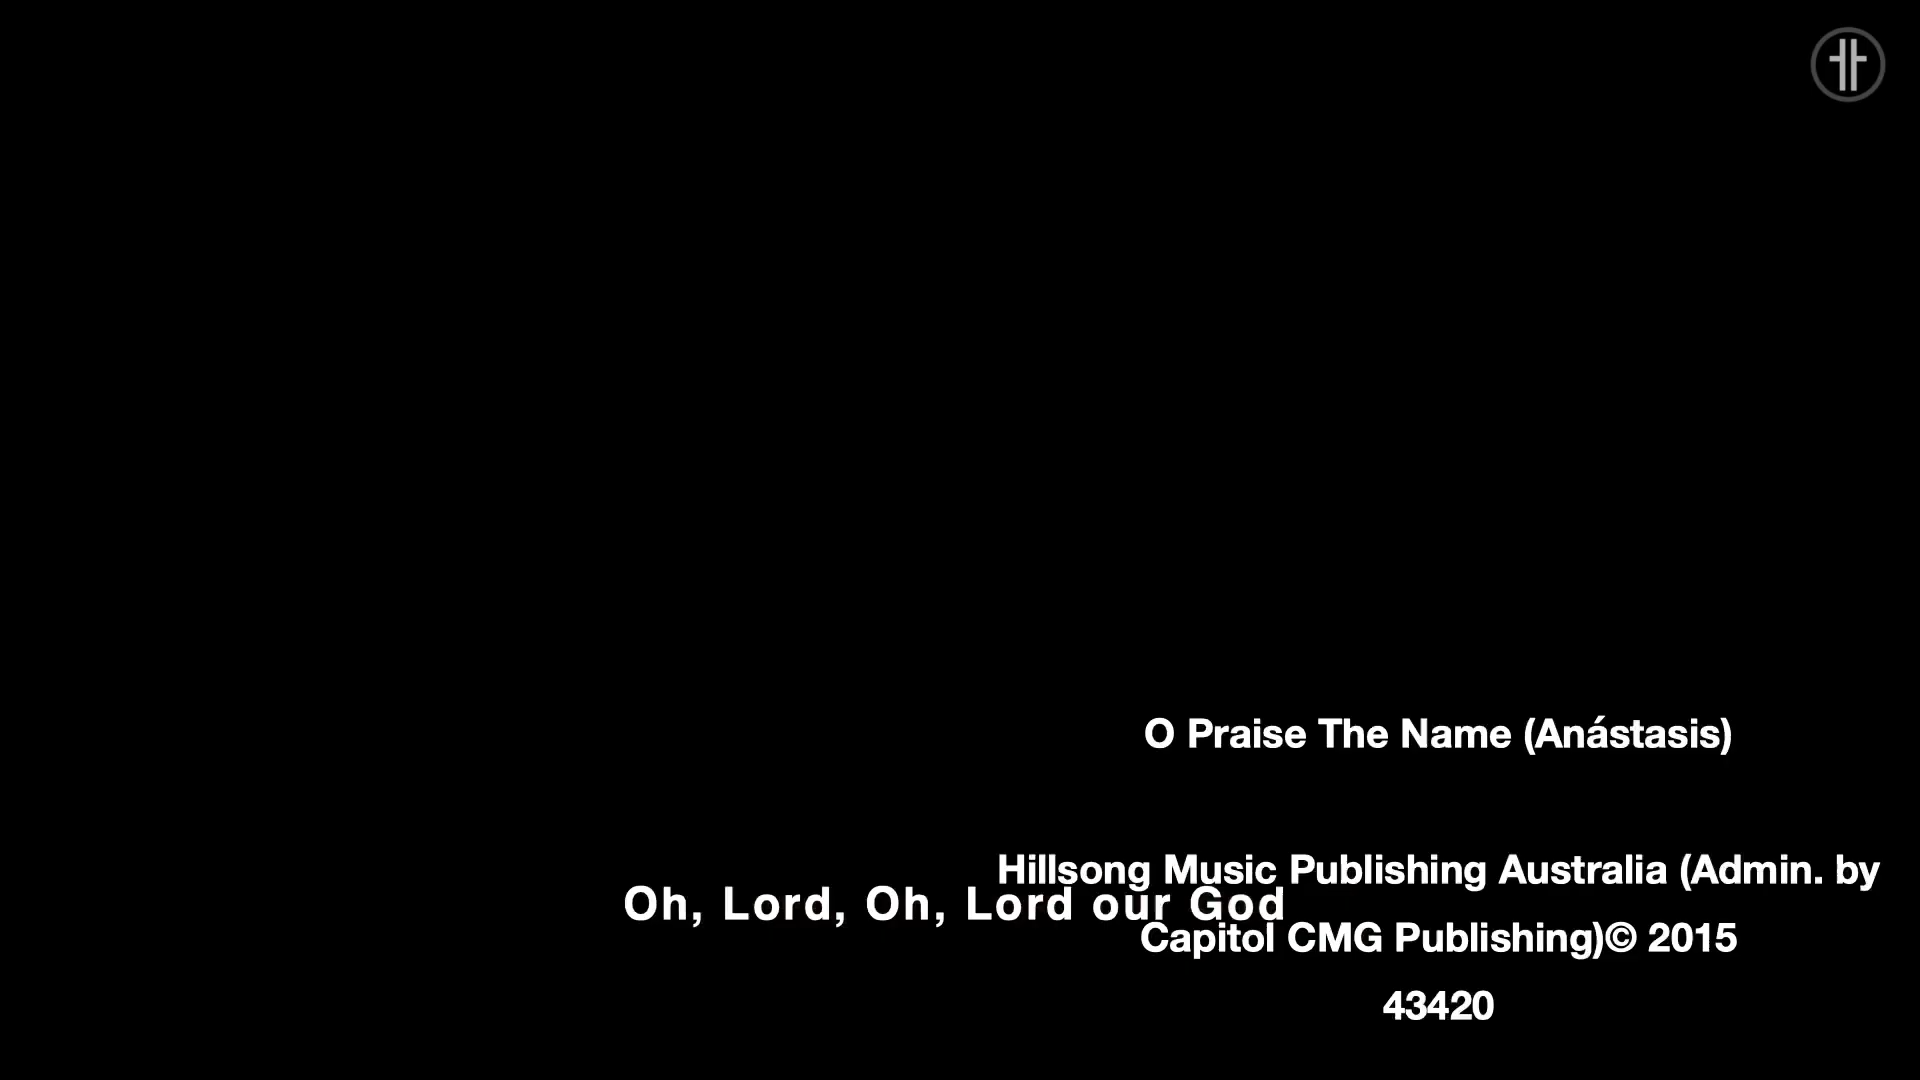 O Praise The Name (Anástasis)
Hillsong Music Publishing Australia (Admin. by
Oh, Lord, Oh, Lord our God
Capitol CMG Publishing)© 2015
43420